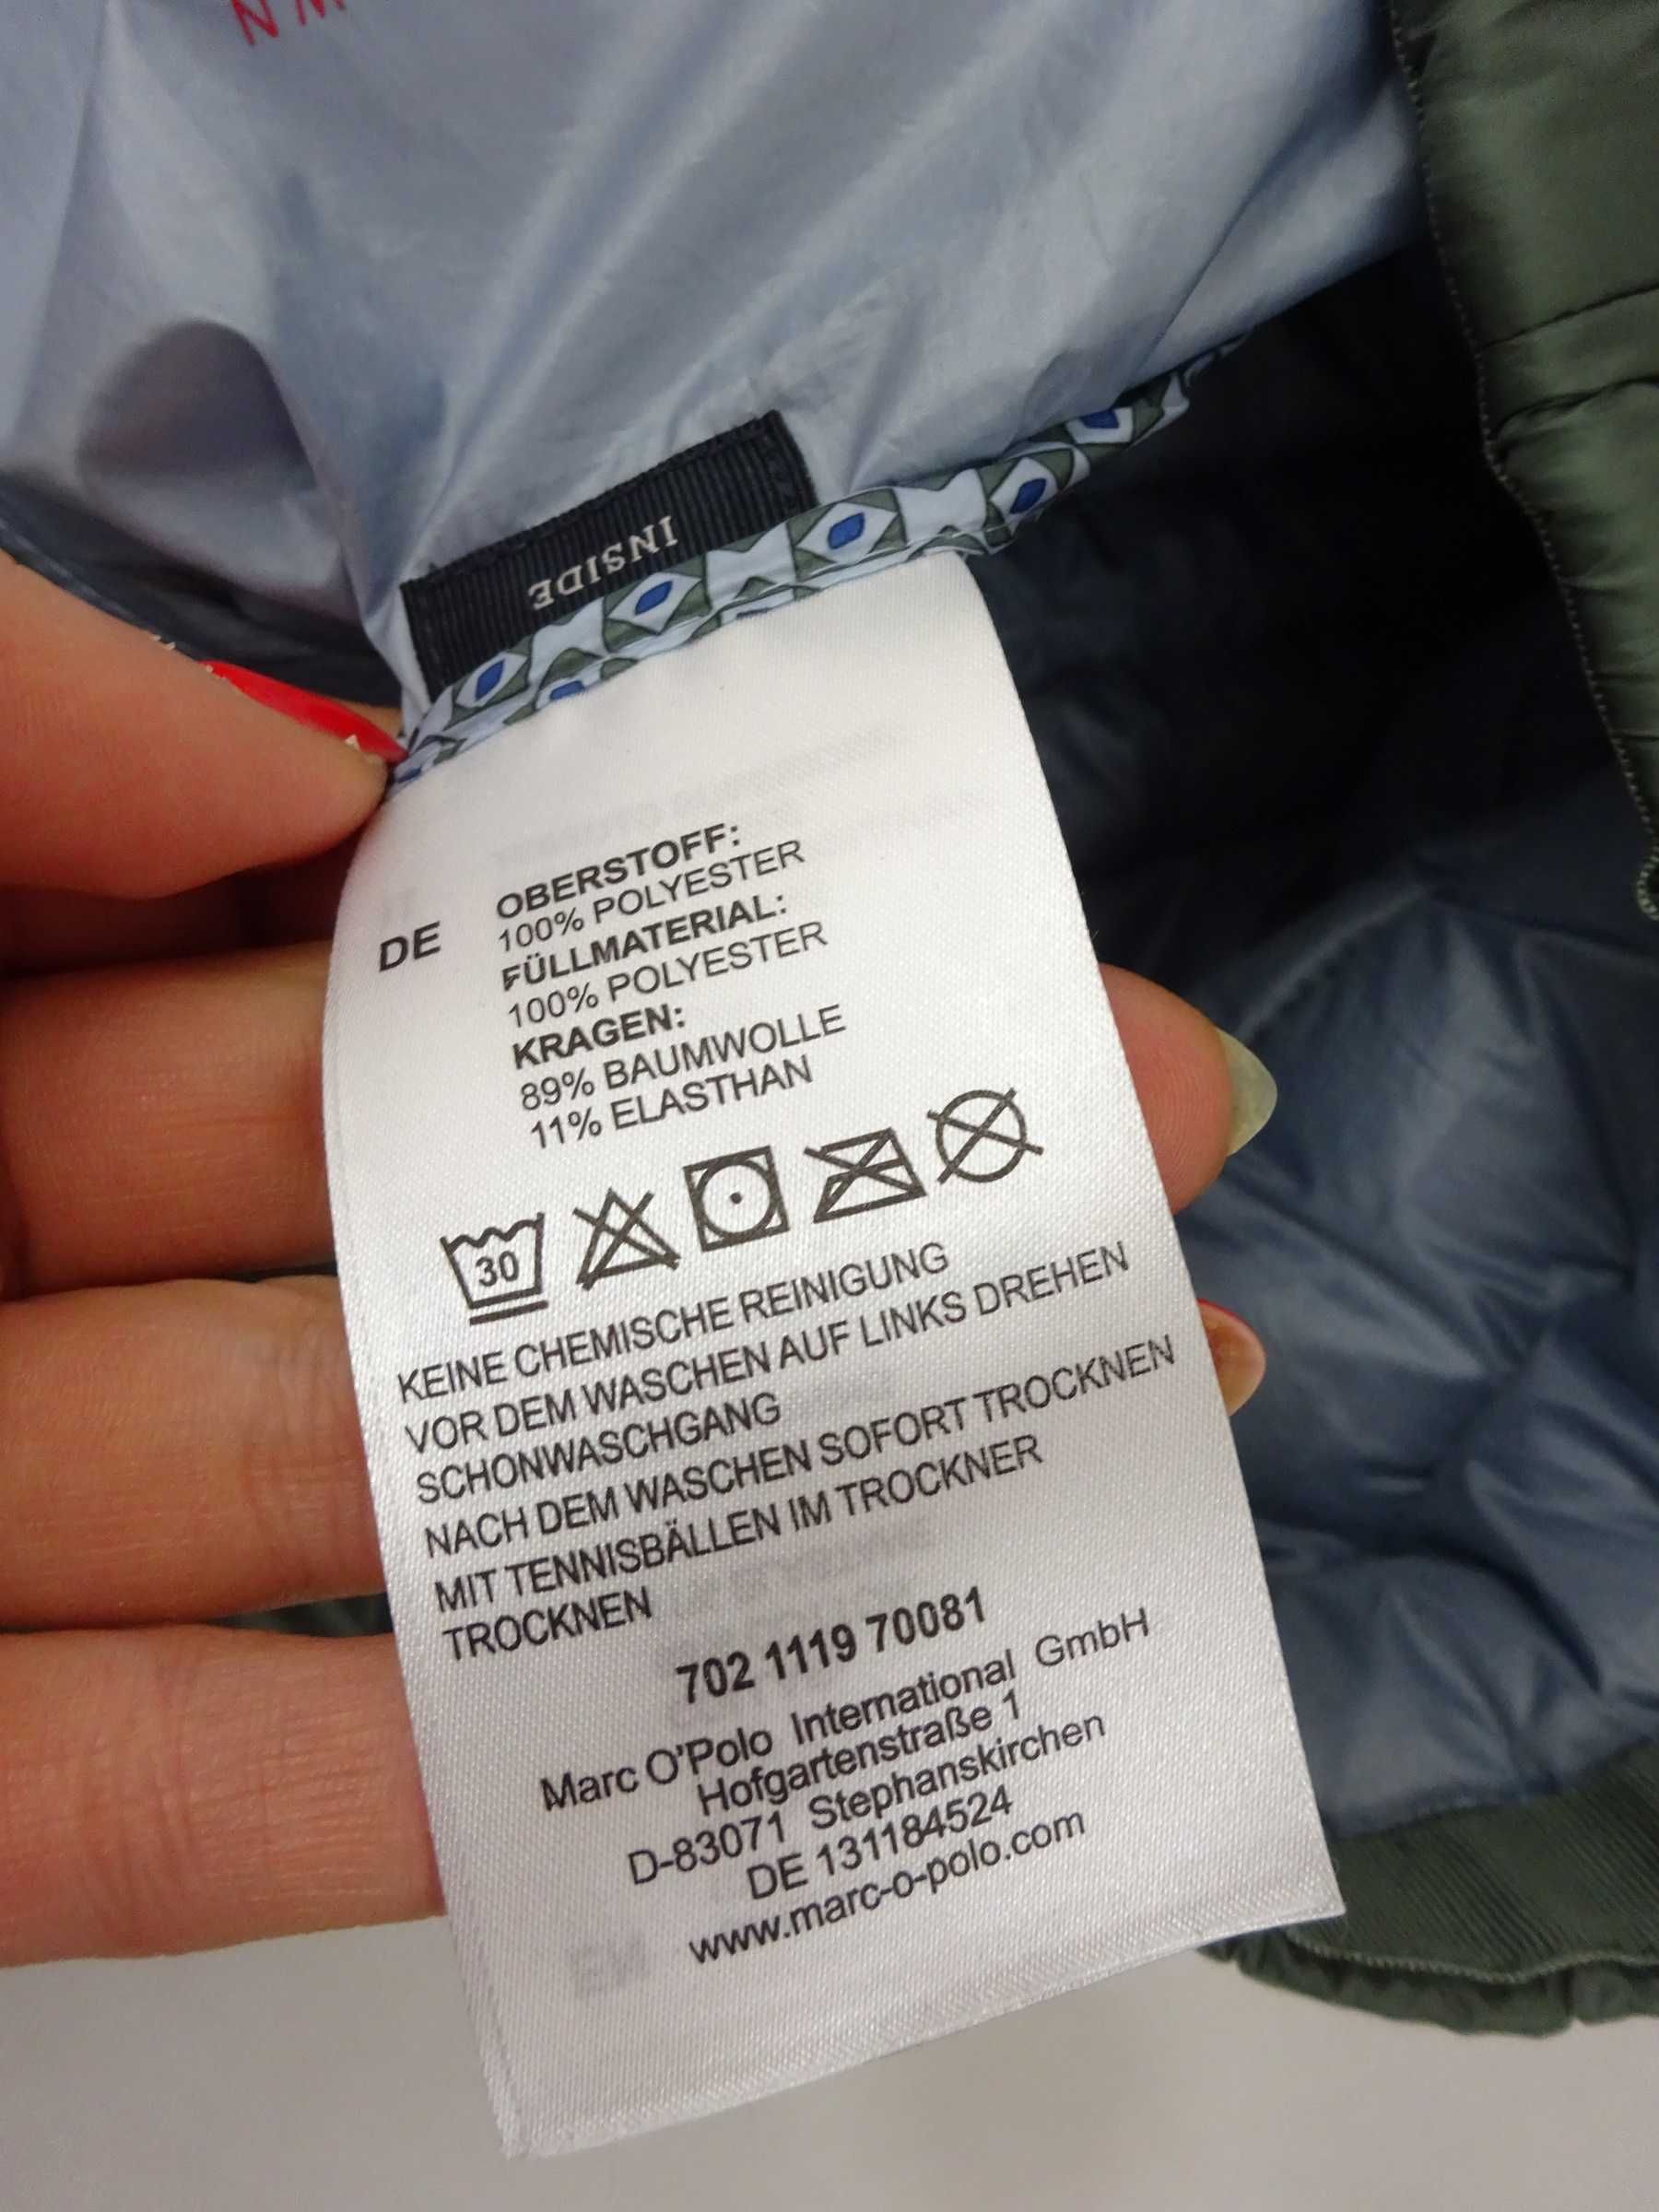 INSIDE
DE
OBERSTOFF:
100% POLYESTER
FÜLLMATERIAL:
100% POLYESTER
KRAGEN:
89% BAUMWOLLE
11% ELASTHAN
30
KEINE CHEMISCHE REINIGUNG
VOR DEM WASCHEN AUF LINKS DREHEN
SCHONWASCHGANG
NACH DEM WASCHEN SOFORT TROCKNEN
MIT TENNISBÄLLEN IM TROCKNER
TROCKNEN
702 1119 70081
Marc O'Polo International GmbH
Hofgartenstraße 1
D-83071 Stephanskirchen
DE 131184524
www.marc-o-polo.com